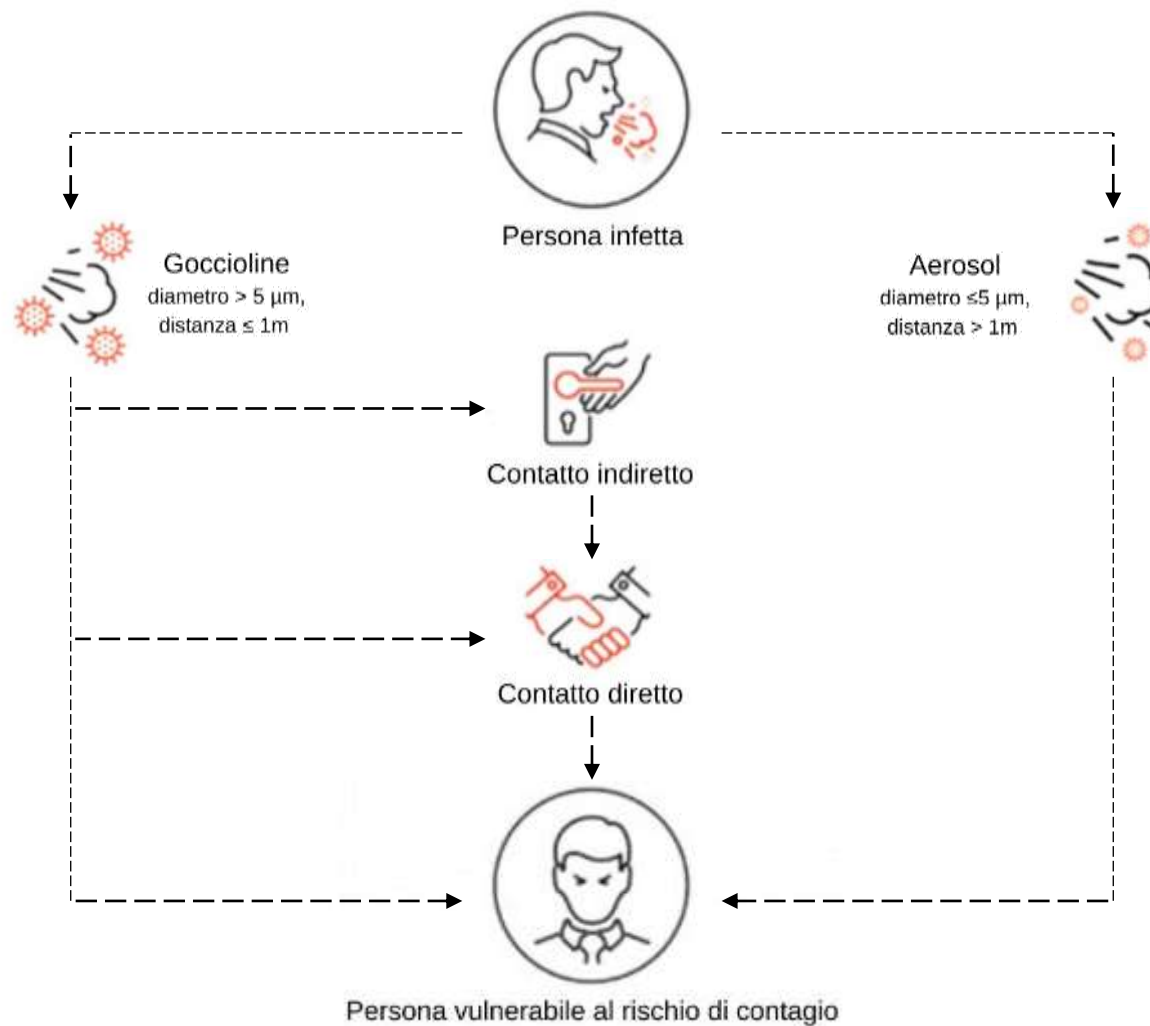 Persona infetta
Goccioline
diametro > 5 µm,
distanza ≤ 1m
Aerosol
diametro ≤5 µm,
distanza > 1m
Contatto indiretto
Contatto diretto
Persona vulnerabile al rischio di contagio